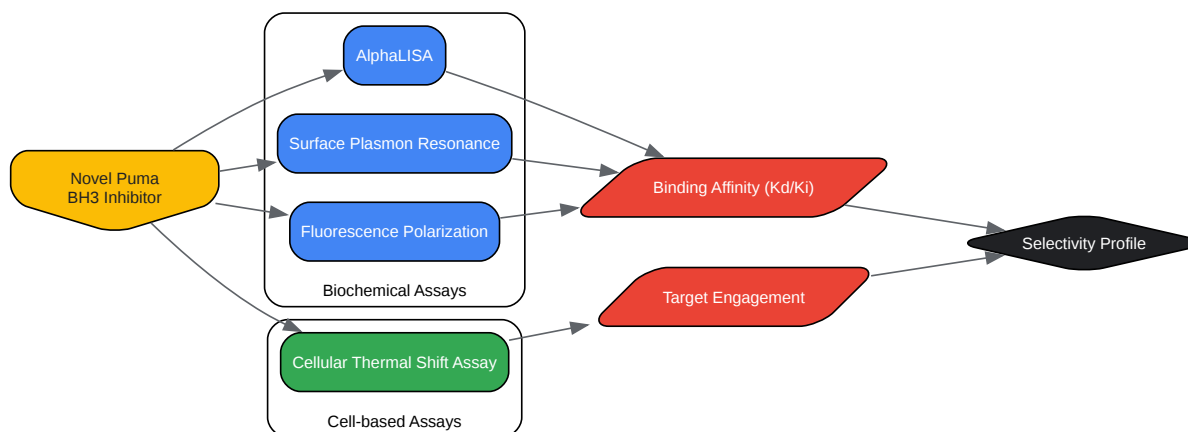 Novel Puma
BH3 Inhibitor
AlphaLISA
Surface Plasmon Resonance
Fluorescence Polarization
Biochemical Assays
Cellular Thermal Shift Assay
Cell-based Assays
Binding Affinity (Kd/Ki)
Target Engagement
Selectivity Profile